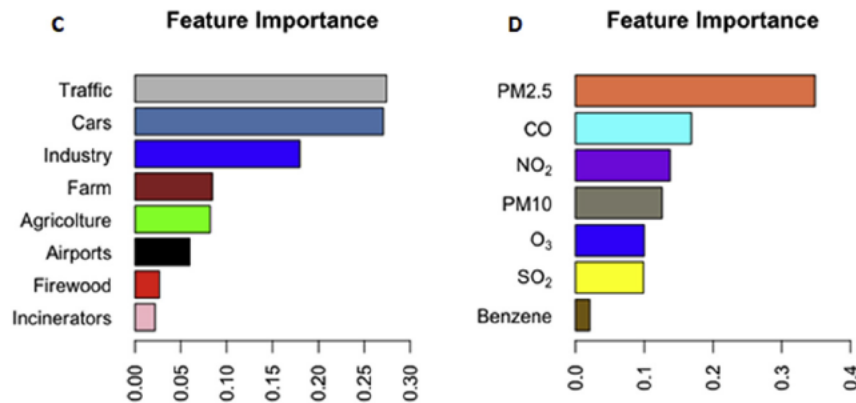 C
Feature Importance
Traffic
Cars
Industry
Farm
Agricolture
Airports
Firewood
Incinerators
0.00
0.05
0.10
0.15
0.20
0.25
0.30
D
Feature Importance
PM2.5
CO
NO₂
PM10
O₃
SO₂
Benzene
0.0
0.1
0.2
0.3
0.4